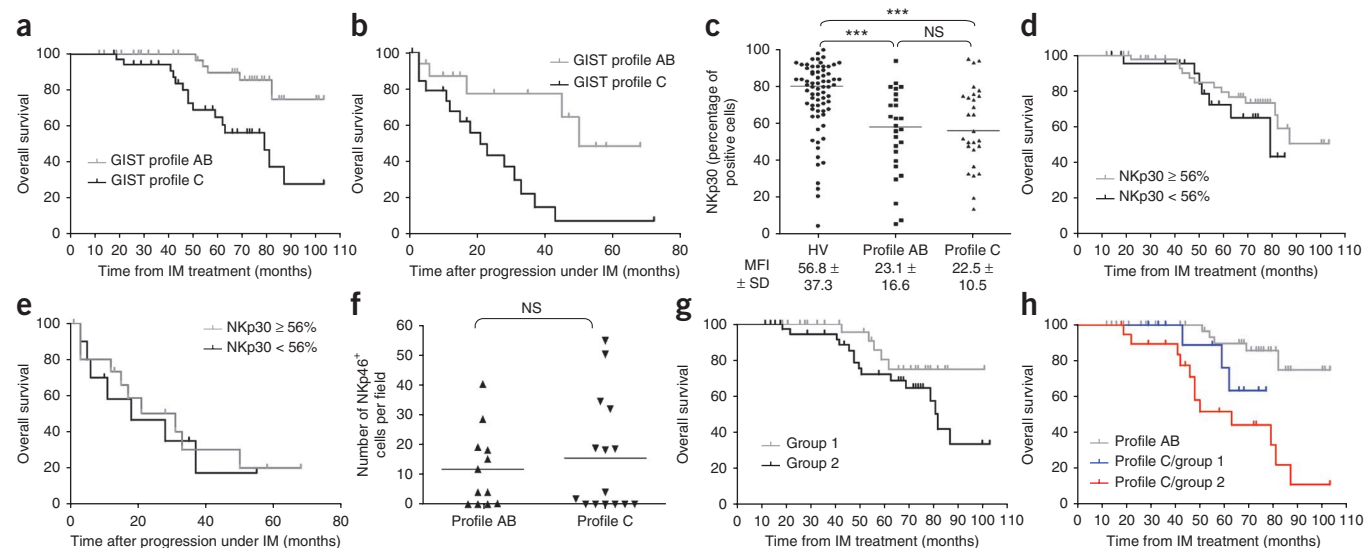 a
Overall survival
100
80
60
40
20
0
GIST profile AB
GIST profile C
0 10 20 30 40 50 60 70 80 90 100 110
Time from IM treatment (months)
b
Overall survival
100
80
60
40
20
0
GIST profile AB
GIST profile C
0 20 40 60 80
Time after progression under IM (months)
c
***
*** NS
NKp30 (percentage of
positive cells)
100
80
60
40
20
0
HV Profile AB Profile C
MFI 56.8 ± 23.1 ± 22.5 ±
± SD 37.3 16.6 10.5
d
Overall survival
100
80
60
40
20
0
NKp30 ≥ 56%
NKp30 < 56%
0 10 20 30 40 50 60 70 80 90 100 110
Time from IM treatment (months)
e
Overall survival
100
80
60
40
20
0
NKp30 ≥ 56%
NKp30 < 56%
0 20 40 60 80
Time after progression under IM (months)
f
NS
Number of NKp46+
cells per field
60
50
40
30
20
10
0
Profile AB Profile C
g
Overall survival
100
80
60
40
20
0
Group 1
Group 2
0 10 20 30 40 50 60 70 80 90 100 110
Time from IM treatment (months)
h
Overall survival
100
80
60
40
20
0
Profile AB
Profile C/group 1
Profile C/group 2
0 10 20 30 40 50 60 70 80 90 100 110
Time from IM treatment (months)